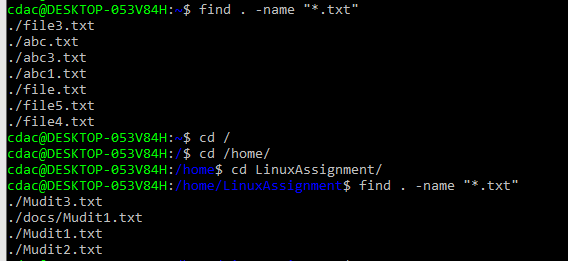 cdac@DESKTOP-053V84H:~$ find . -name "*.txt"
./file3.txt
./abc.txt
./abc3.txt
./abc1.txt
./file.txt
./file5.txt
./file4.txt
cdac@DESKTOP-053V84H:~$ cd /
cdac@DESKTOP-053V84H:/$ cd /home/
cdac@DESKTOP-053V84H:/home$ cd LinuxAssignment/
cdac@DESKTOP-053V84H:/home/LinuxAssignment$ find . -name "*.txt"
./Mudit3.txt
./docs/Mudit1.txt
./Mudit1.txt
./Mudit2.txt